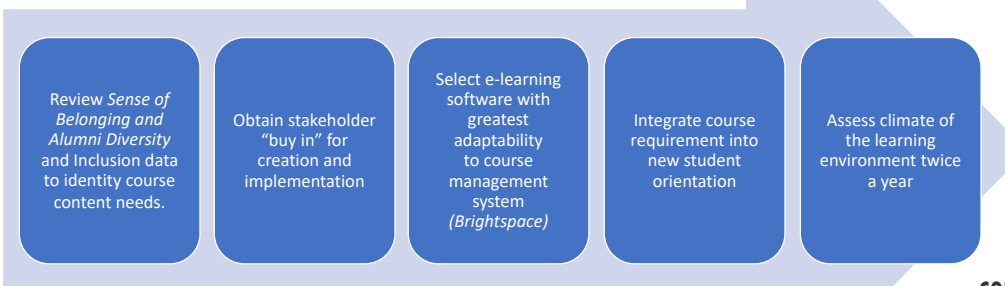 Review Sense of
Belonging and
Alumni Diversity
and Inclusion data
to identity course
content needs.
Obtain stakeholder
“buy in” for
creation and
implementation
Select e-learning
software with
greatest
adaptability
to course
management
system
(Brightspace)
Integrate course
requirement into
new student
orientation
Assess climate of
the learning
environment twice
a year